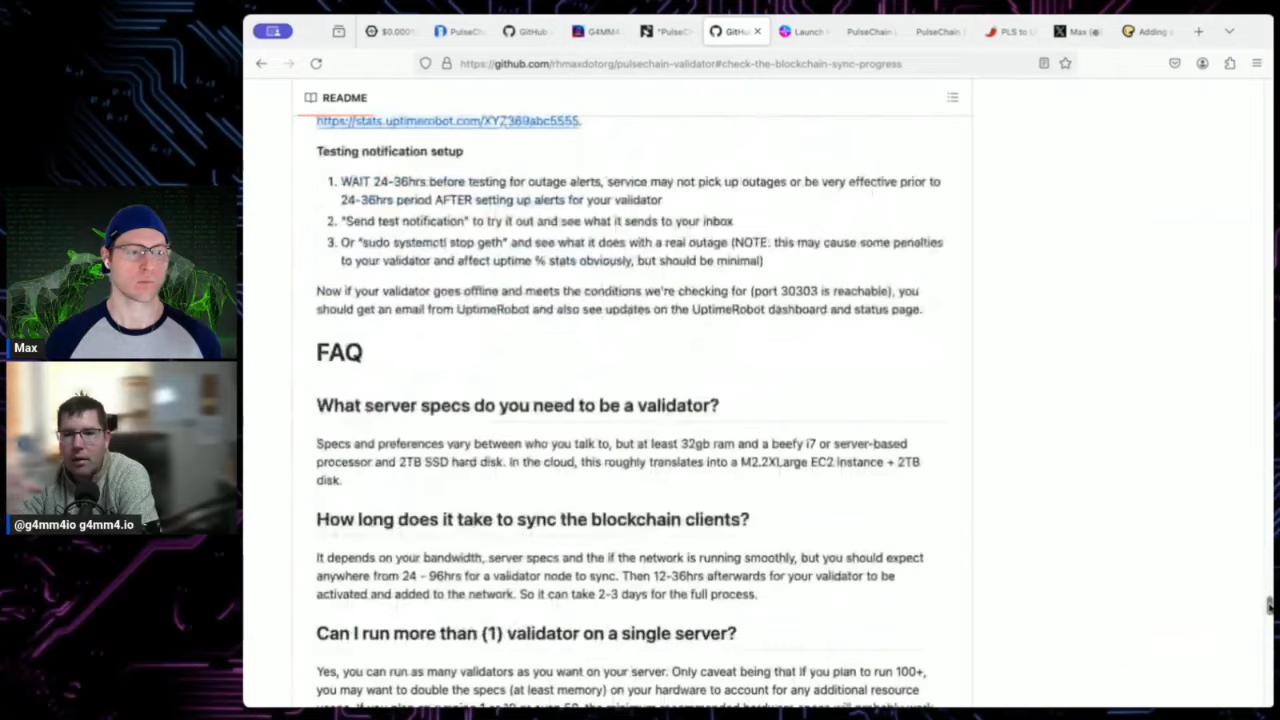 $0.000
PulseCh
GitHub
G4MM4
*PulseC
GitHu
Launch
PulseChain
PulseChain
PLS to U
Max (@
Adding
https://github.com/rhmaxdotorg/pulsechain-validator#check-the-blockchain-sync-progress
README
https://stats.uptimerobot.com/XYZ369abc5555.
Testing notification setup
1. WAIT 24-36hrs before testing for outage alerts, service may not pick up outages or be very effective prior to
24-36hrs period AFTER setting up alerts for your validator
2. "Send test notification" to try it out and see what it sends to your inbox
3. Or "sudo systemctl stop geth" and see what it does with a real outage (NOTE: this may cause some penalties
to your validator and affect uptime % stats obviously, but should be minimal)
Now if your validator goes offline and meets the conditions we're checking for (port 30303 is reachable), you
should get an email from UptimeRobot and also see updates on the UptimeRobot dashboard and status page.
FAQ
What server specs do you need to be a validator?
Specs and preferences vary between who you talk to, but at least 32gb ram and a beefy i7 or server-based
processor and 2TB SSD hard disk. In the cloud, this roughly translates into a M2.2XLarge EC2 instance + 2TB
disk.
How long does it take to sync the blockchain clients?
It depends on your bandwidth, server specs and the if the network is running smoothly, but you should expect
anywhere from 24 - 96hrs for a validator node to sync. Then 12-36hrs afterwards for your validator to be
activated and added to the network. So it can take 2-3 days for the full process.
Can I run more than (1) validator on a single server?
Yes, you can run as many validators as you want on your server. Only caveat being that if you plan to run 100+,
you may want to double the specs (at least memory) on your hardware to account for any additional resource
Max
@g4mm4io g4mm4.io